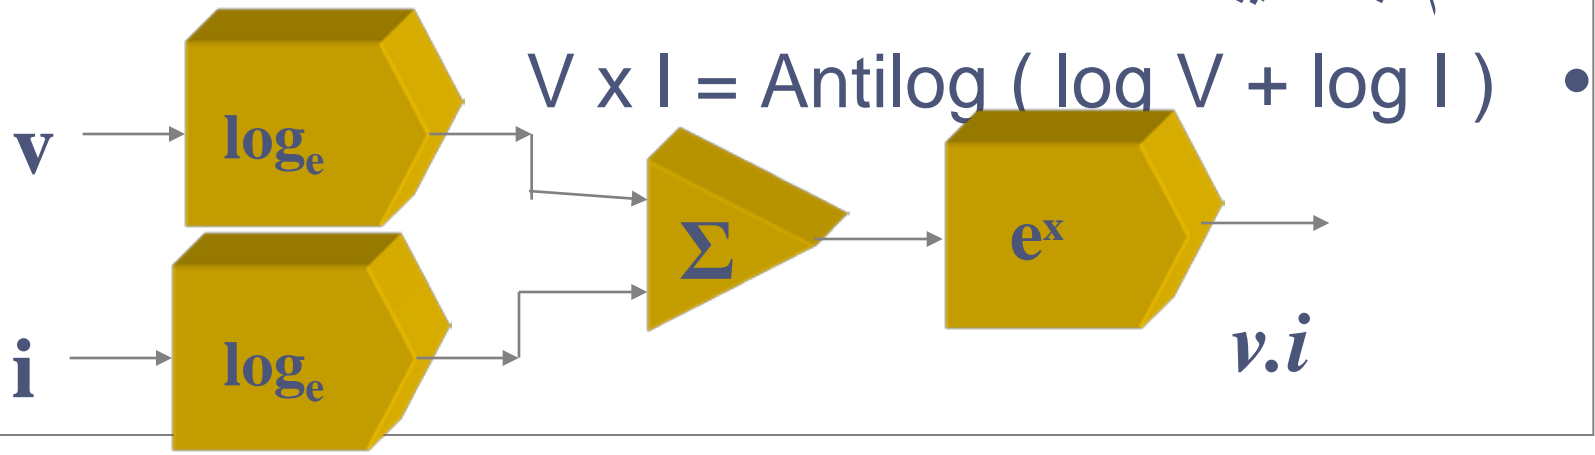 V x I = Antilog ( log V + log I ) •
v
logₑ
Σ
eˣ
i
logₑ
v.i